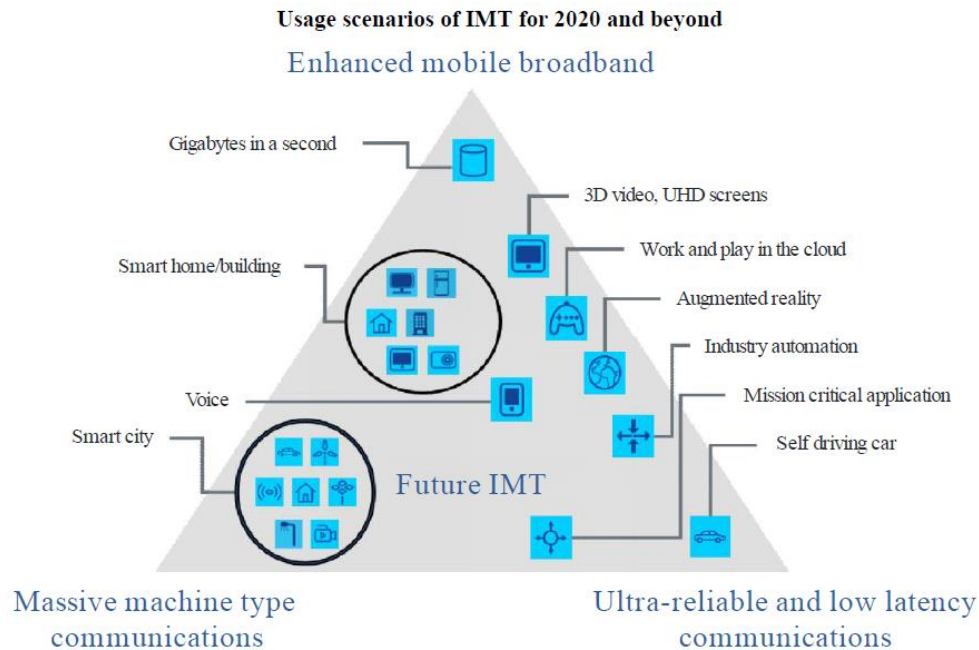 Usage scenarios of IMT for 2020 and beyond
Enhanced mobile broadband
Gigabytes in a second
3D video, UHD screens
Smart home/building
Work and play in the cloud
Augmented reality
Industry automation
Voice
Mission critical application
Smart city
Self driving car
Future IMT
Massive machine type
communications
Ultra-reliable and low latency
communications